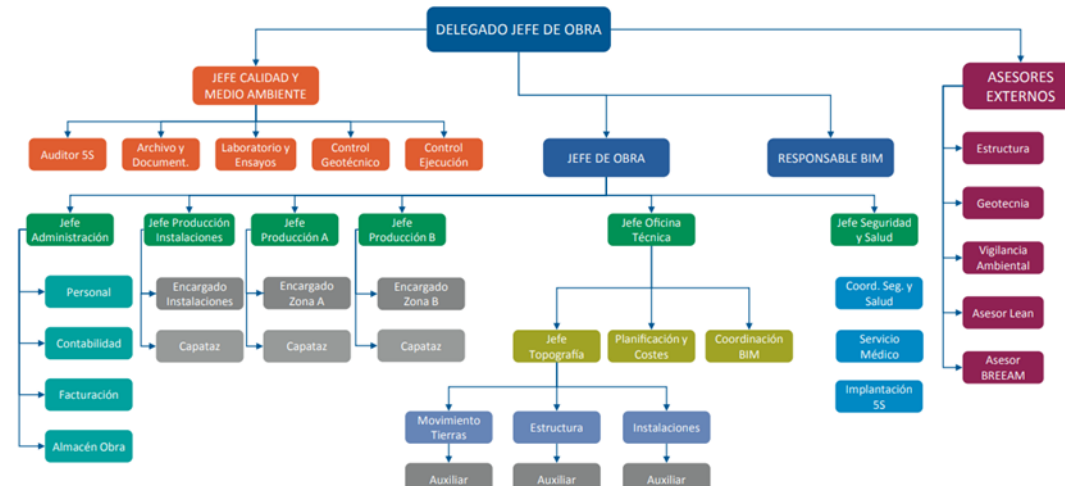 DELEGADO JEFE DE OBRA
JEFE CALIDAD Y
MEDIO AMBIENTE
ASESORES
EXTERNOS
Auditor 5S
Archivo y
Document.
Laboratorio y
Ensayos
Control
Geotécnico
Control
Ejecución
JEFE DE OBRA
RESPONSABLE BIM
Estructura
Geotecnia
Vigilancia
Ambiental
Asesor Lean
Asesor
BREEAM
Jefe
Administración
Jefe Producción
Instalaciones
Jefe
Producción A
Jefe
Producción B
Jefe Oficina
Técnica
Jefe Seguridad
y Salud
Personal
Contabilidad
Facturación
Almacén Obra
Encargado
Instalaciones
Capataz
Encargado
Zona A
Capataz
Encargado
Zona B
Capataz
Jefe
Topografía
Planificación y
Costes
Coordinación
BIM
Coord. Seg. y
Salud
Servicio
Médico
Implantación
5S
Movimiento
Tierras
Estructura
Instalaciones
Auxiliar
Auxiliar
Auxiliar